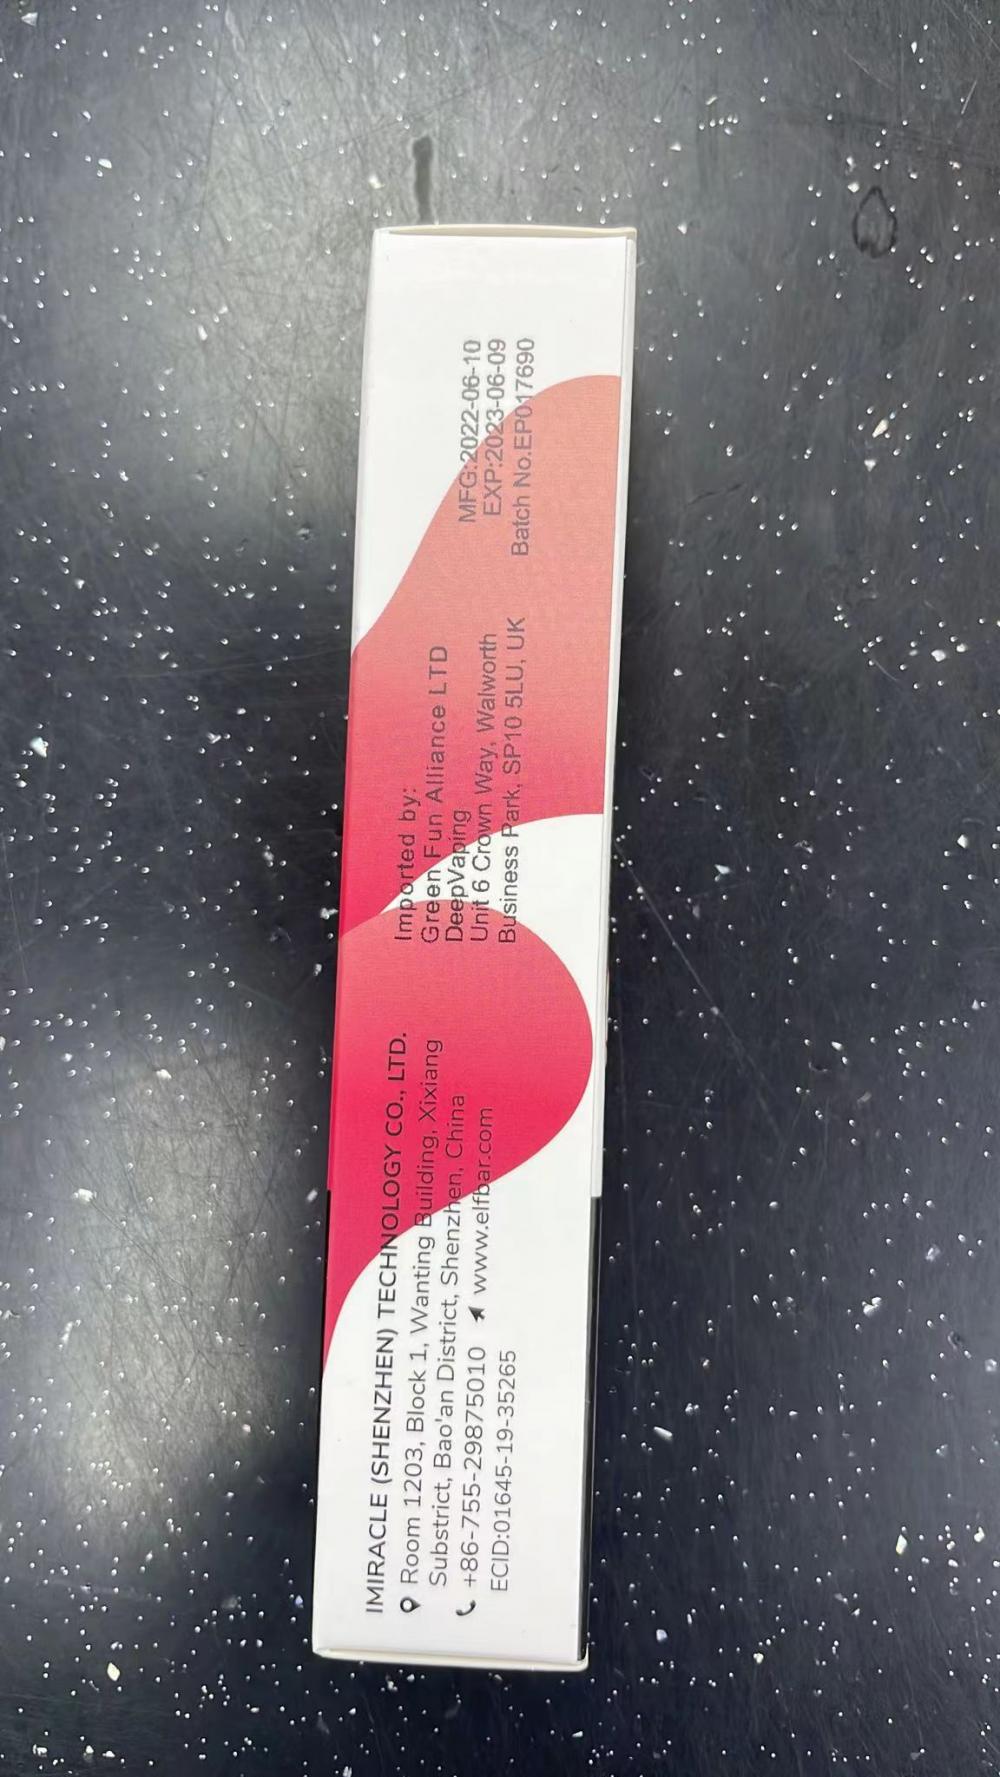 IMIRACLE (SHENZHEN) TECHNOLOGY CO., LTD.
Room 1203, Block 1, Wanting Building, Xixiang
Substrict, Bao'an District, Shenzhen, China
+86-755-29875010 www.elfbar.com
ECID:01645-19-35265
Imported by:
Green Fun Alliance LTD
DeepVaping
Unit 6 Crown Way, Walworth
Business Park, SP10 5LU, UK
MFG:2022-06-10
EXP:2023-06-09
Batch No.EP017690